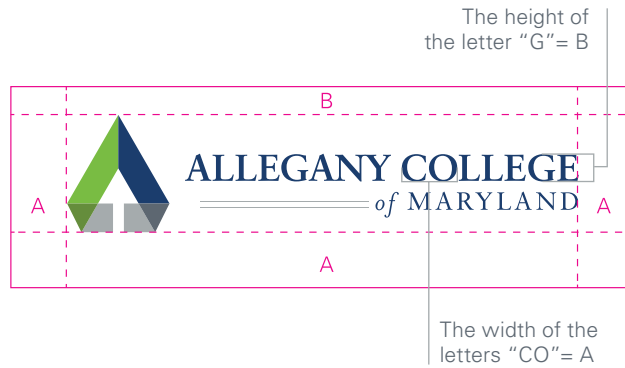 The height of
the letter “G”= B
B
ALLEGANY COLLEGE
A
of MARYLAND
A
A
The width of the
letters “CO”= A